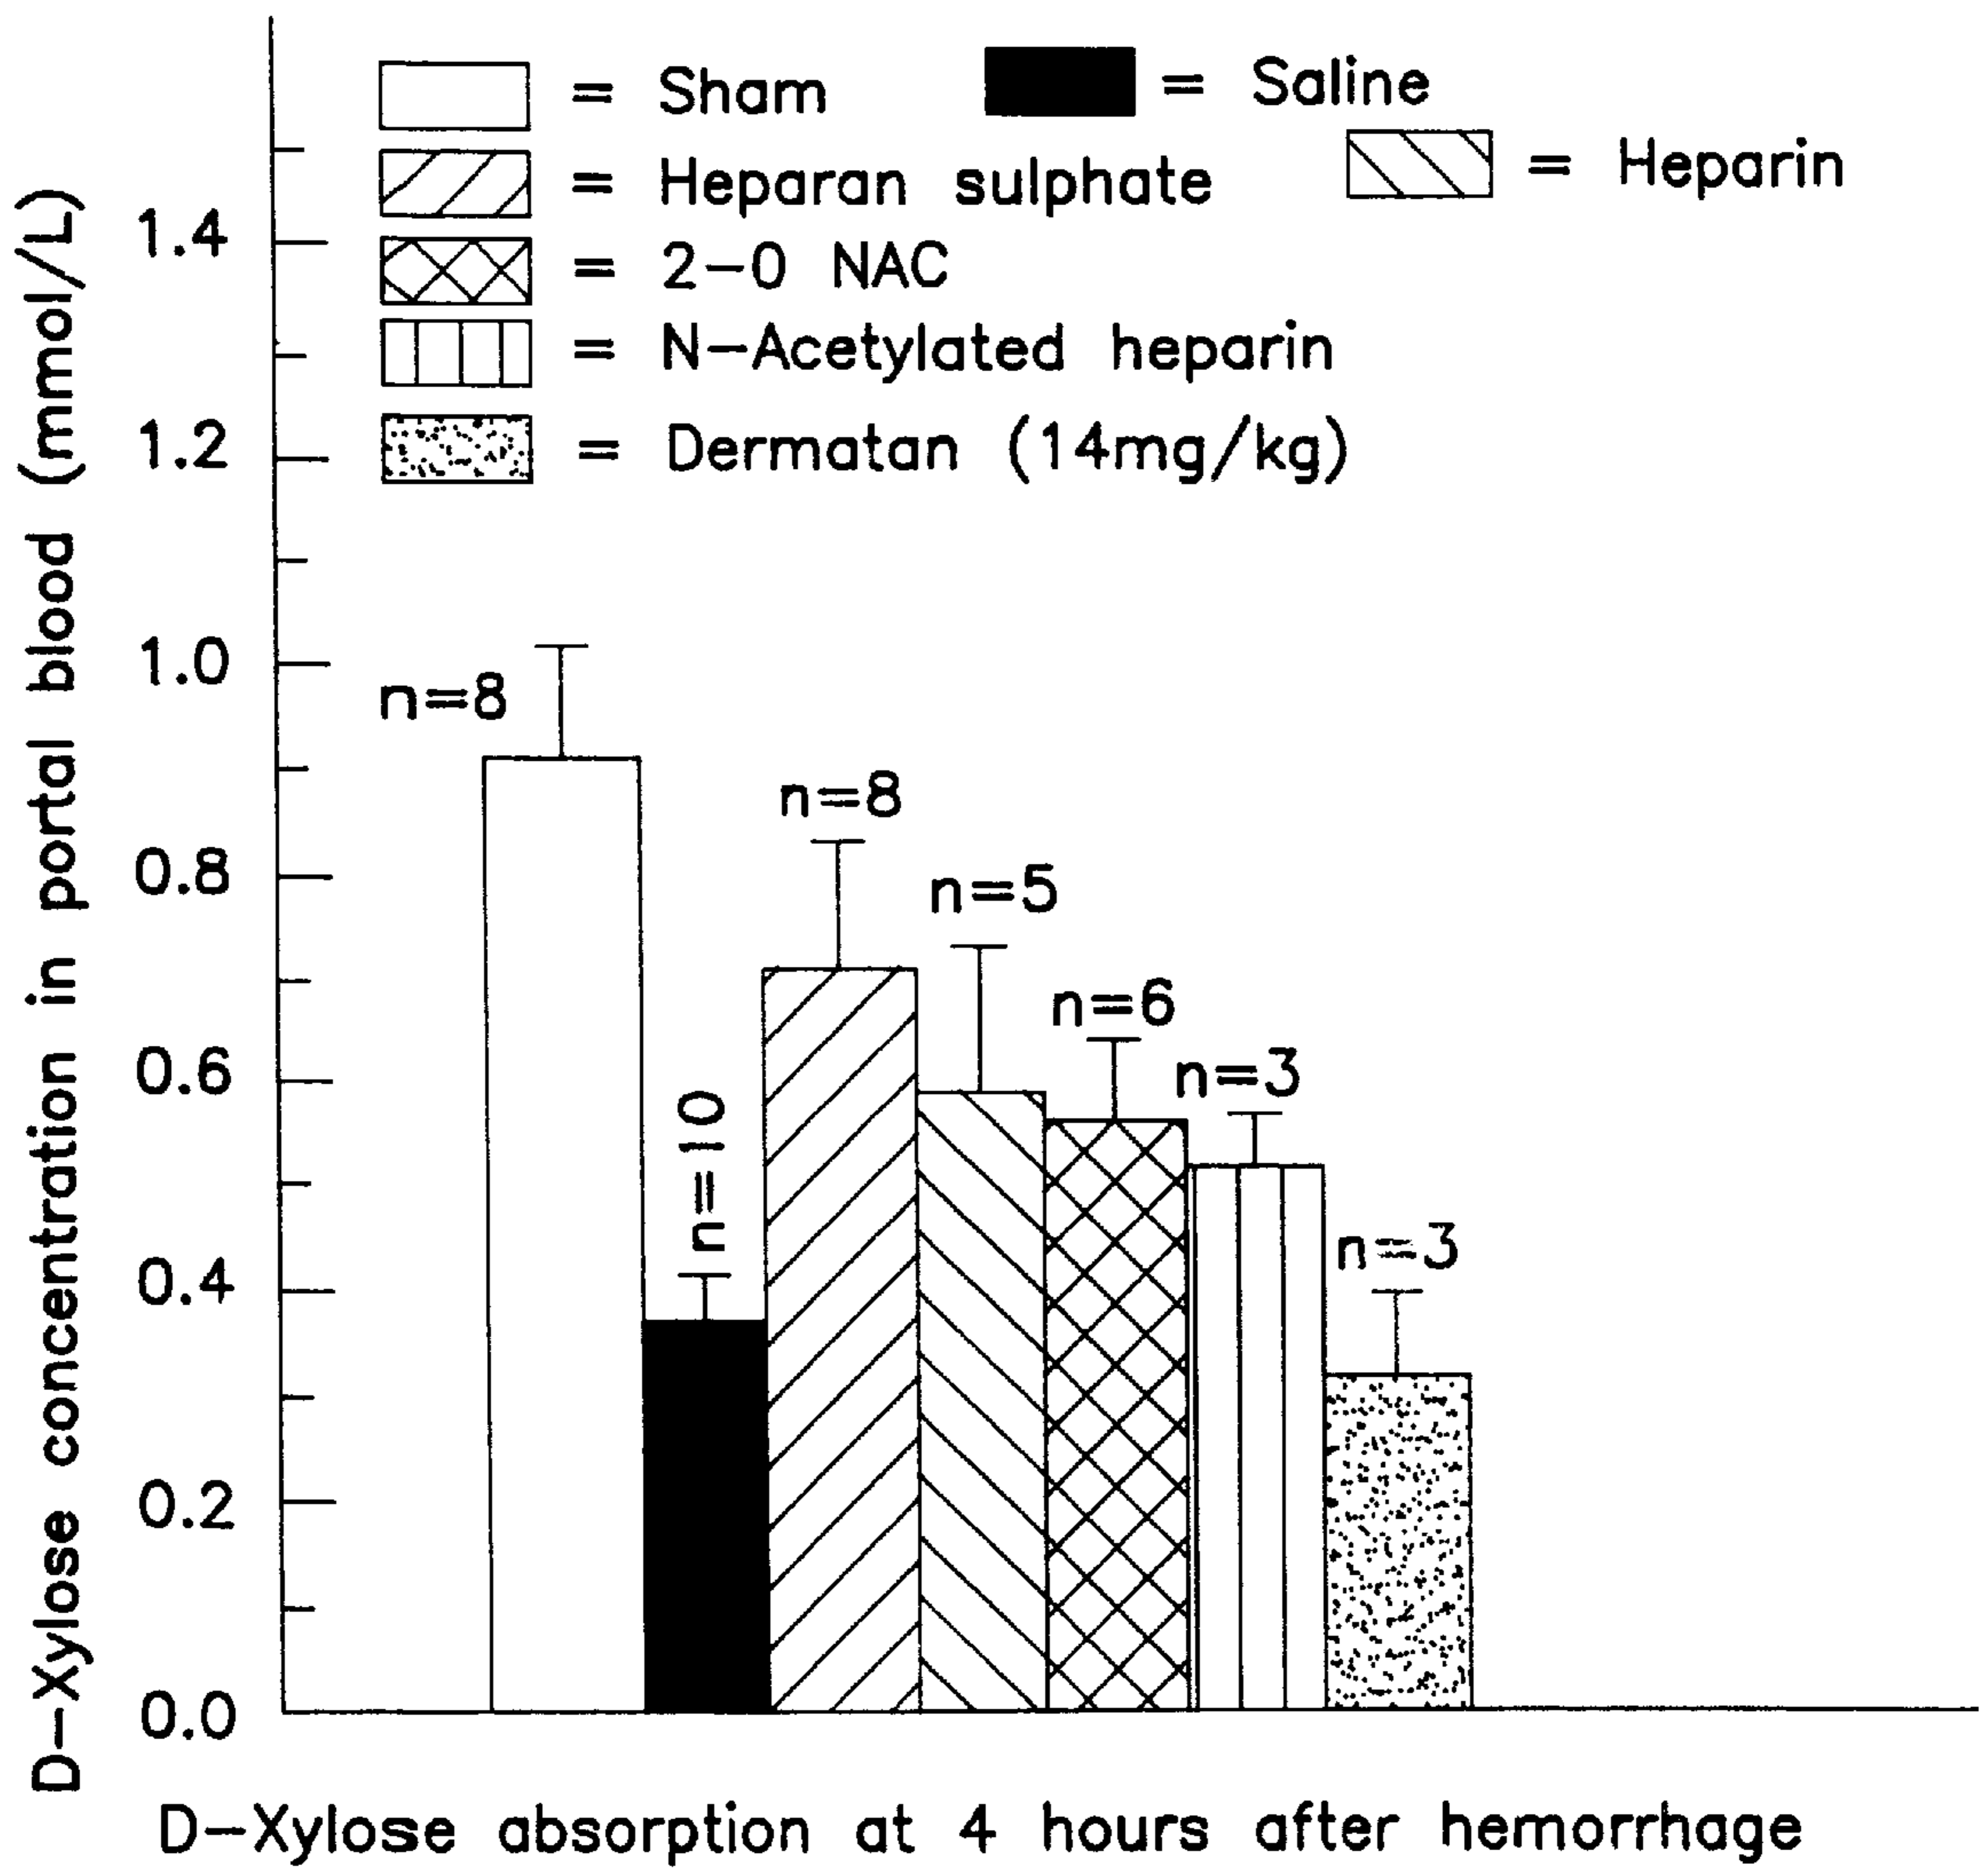 = Sham
= Saline
= Heparan sulphate
= Heparin
= 2-0 NAC
= N-Acetylated heparin
= Dermatan (14mg/kg)
D-Xylose concentration in portal blood (mmol/L)
1.4
1.2
1.0
0.8
0.6
0.4
0.2
0.0
n=8
n=10
n=8
n=5
n=6
n=3
n=3
D-Xylose absorption at 4 hours after hemorrhage